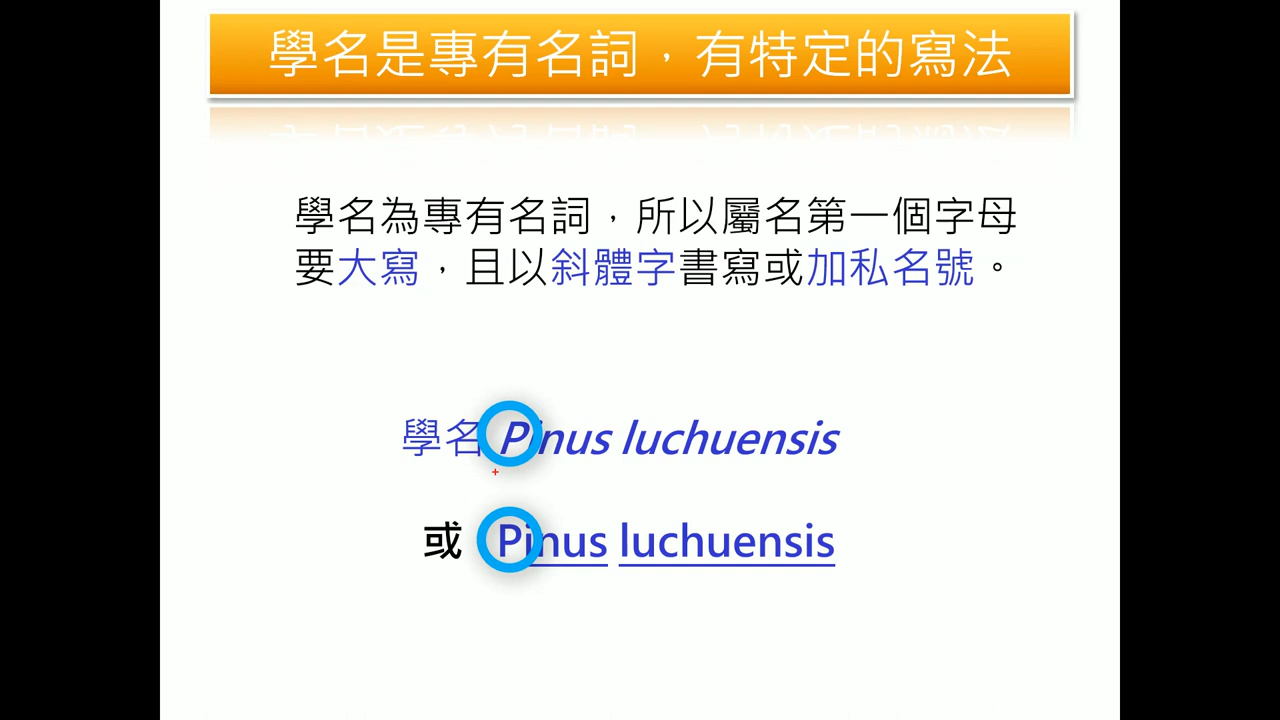 學名是專有名詞，有特定的寫法
學名為專有名詞，所以屬名第一個字母
要大寫，且以斜體字書寫或加私名號。
學名 Pinus luchuensis
或 Pinus luchuensis